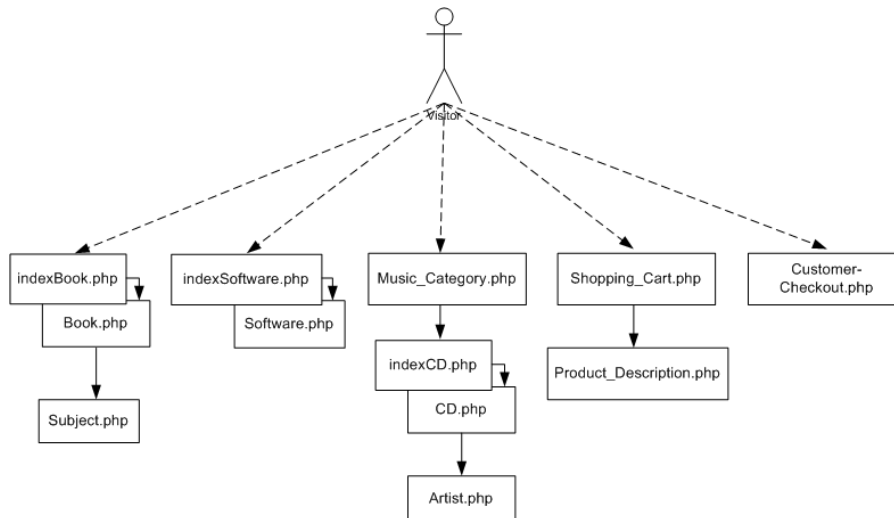 Visitor
indexBook.php
indexSoftware.php
Music_Category.php
Shopping_Cart.php
Customer-
Checkout.php
Book.php
Software.php
indexCD.php
Product_Description.php
Subject.php
CD.php
Artist.php